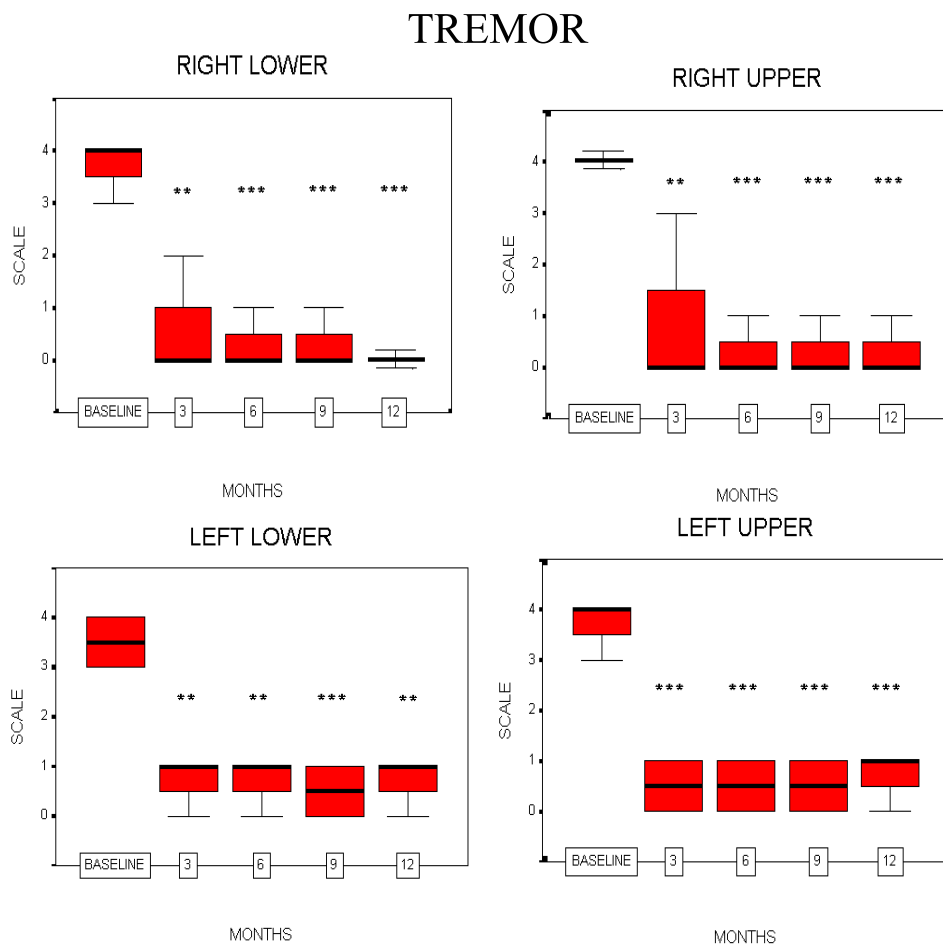 TREMOR
RIGHT LOWER
SCALE
4
3
2
1
0
** *** *** ***
BASELINE 3 6 9 12
MONTHS
RIGHT UPPER
SCALE
4
3
2
1
0
** *** *** ***
BASELINE 3 6 9 12
MONTHS
LEFT LOWER
SCALE
4
3
2
1
0
** ** *** **
BASELINE 3 6 9 12
MONTHS
LEFT UPPER
SCALE
4
3
2
1
0
*** *** *** ***
BASELINE 3 6 9 12
MONTHS